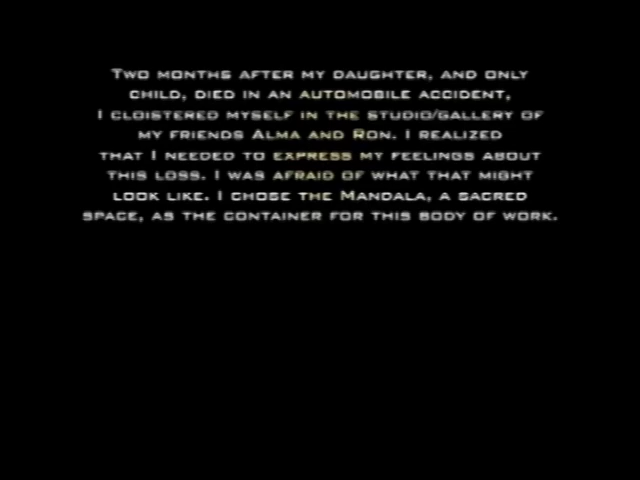 Two months after my daughter, and only
child, died in an automobile accident,
I cloistered myself in the studio/gallery of
my friends Alma and Ron. I realized
that I needed to express my feelings about
this loss. I was afraid of what that might
look like. I chose the Mandala, a sacred
space, as the container for this body of work.